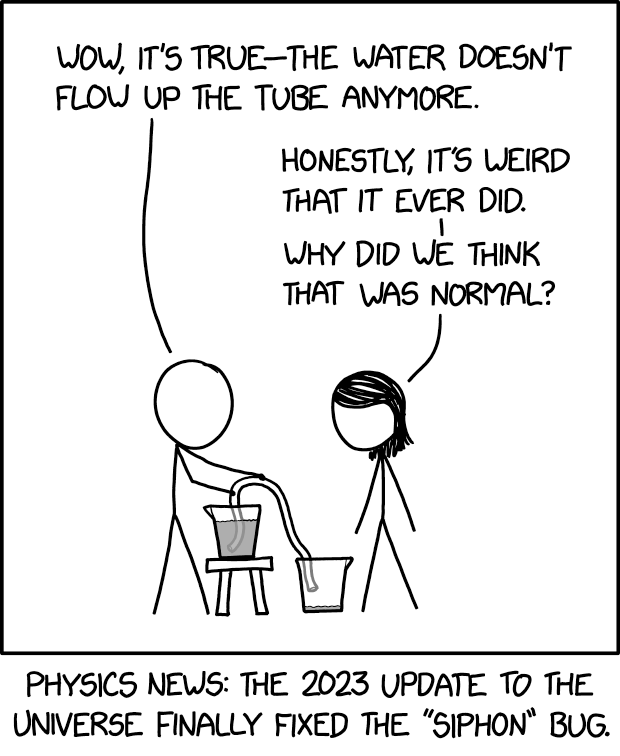 WOW, IT'S TRUE—THE WATER DOESN'T
FLOW UP THE TUBE ANYMORE.
HONESTLY, IT'S WEIRD
THAT IT EVER DID.
WHY DID WE THINK
THAT WAS NORMAL?
PHYSICS NEWS: THE 2023 UPDATE TO THE
UNIVERSE FINALLY FIXED THE "SIPHON" BUG.